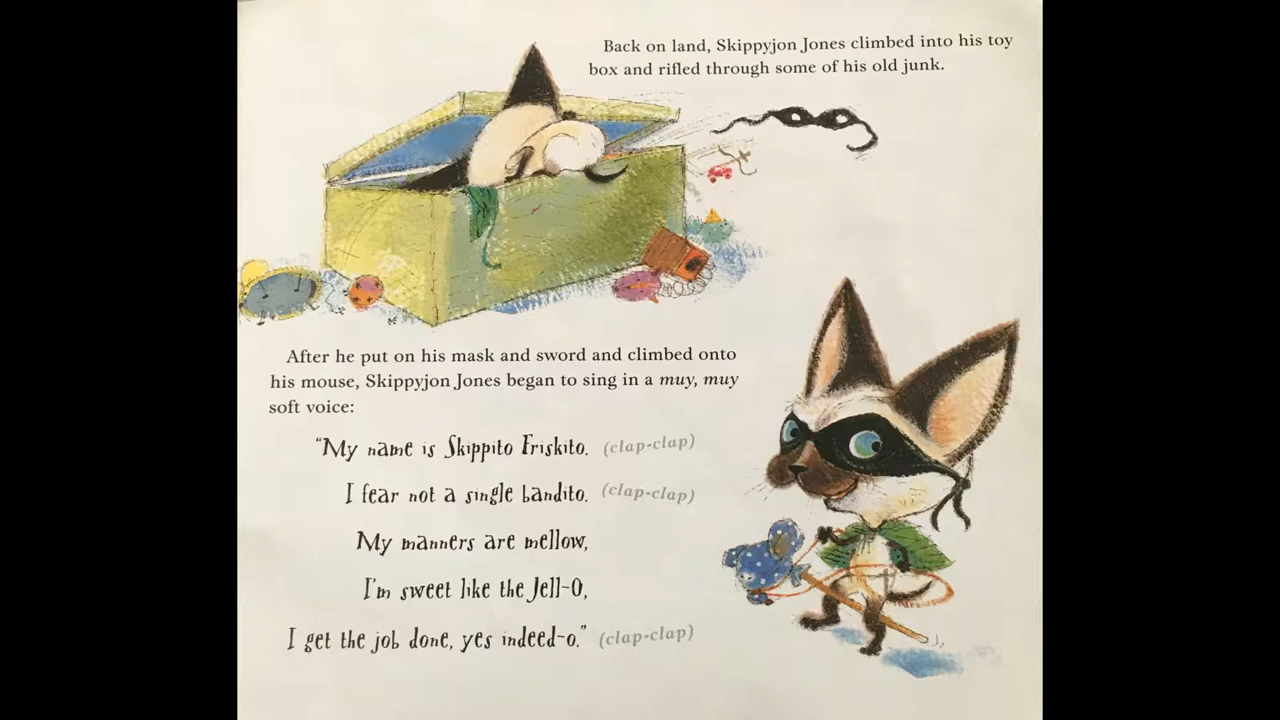 Back on land, Skippyjon Jones climbed into his toy
box and rifled through some of his old junk.
After he put on his mask and sword and climbed onto
his mouse, Skippyjon Jones began to sing in a muy, muy
soft voice:
“My name is Skippito Friskito. (clap-clap)
I fear not a single bandito. (clap-clap)
My manners are mellow,
I'm sweet like the Jell-O,
I get the job done, yes indeed-o.” (clap-clap)